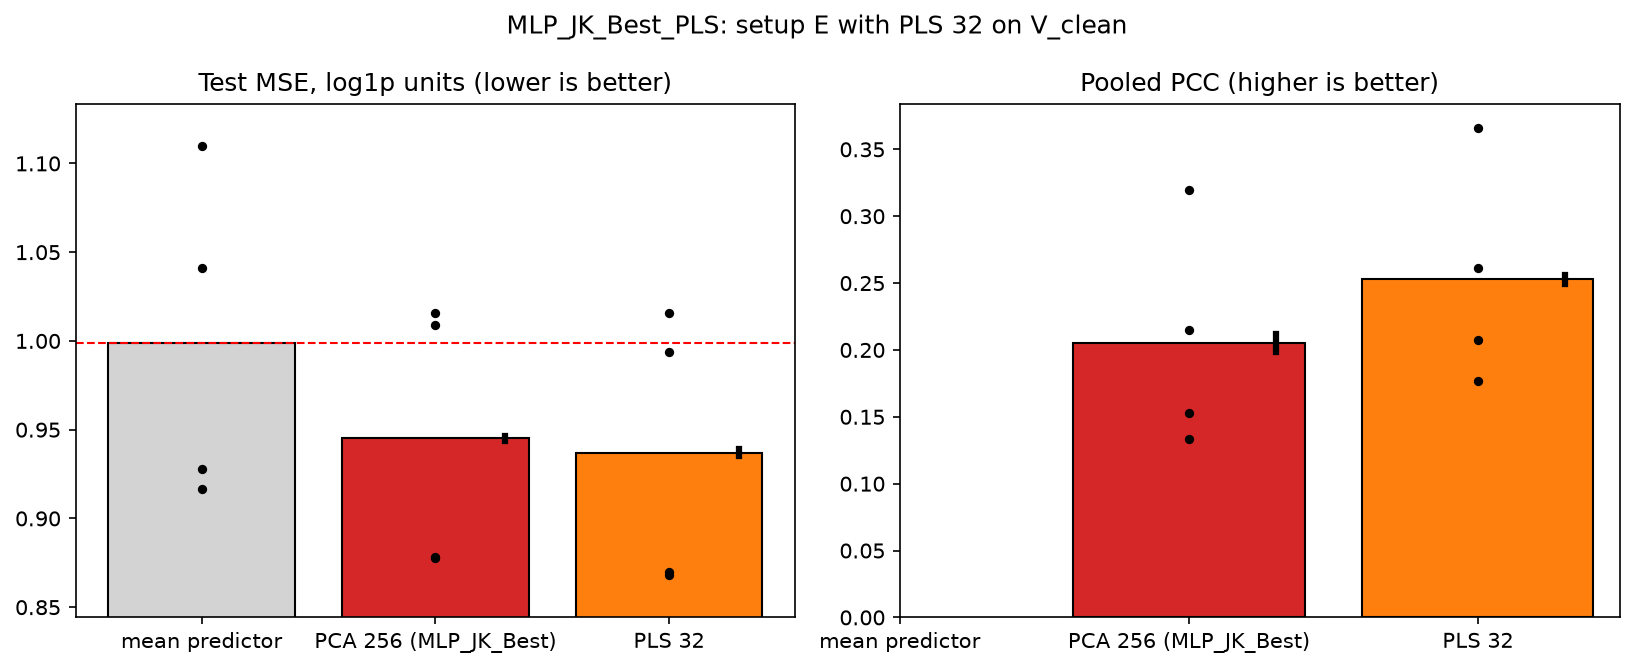 MLP_JK_Best_PLS: setup E with PLS 32 on V_clean
Test MSE, log1p units (lower is better)
1.10
1.05
1.00
0.95
0.90
0.85
mean predictor
PCA 256 (MLP_JK_Best)
PLS 32
Pooled PCC (higher is better)
0.35
0.30
0.25
0.20
0.15
0.10
0.05
0.00
mean predictor
PCA 256 (MLP_JK_Best)
PLS 32